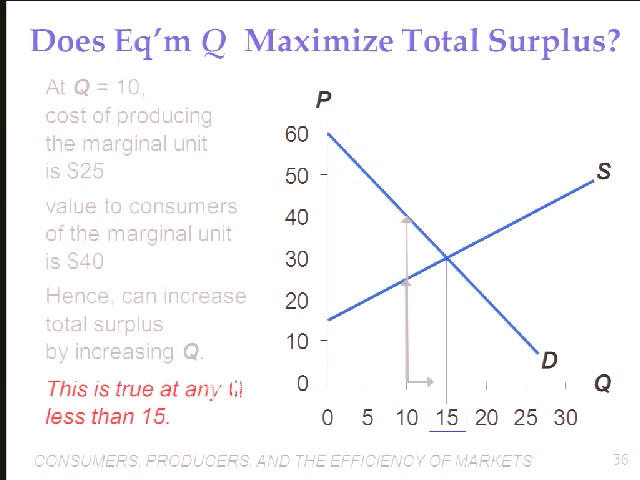 Does Eq'm Q Maximize Total Surplus?
At Q = 10,
cost of producing
the marginal unit
is $25
value to consumers
of the marginal unit
is $40
Hence, can increase
total surplus
by increasing Q.
This is true at any Q
less than 15.
P
60
50
40
30
20
10
0
S
D
Q
0 5 10 15 20 25 30
CONSUMERS, PRODUCERS, AND THE EFFICIENCY OF MARKETS
36